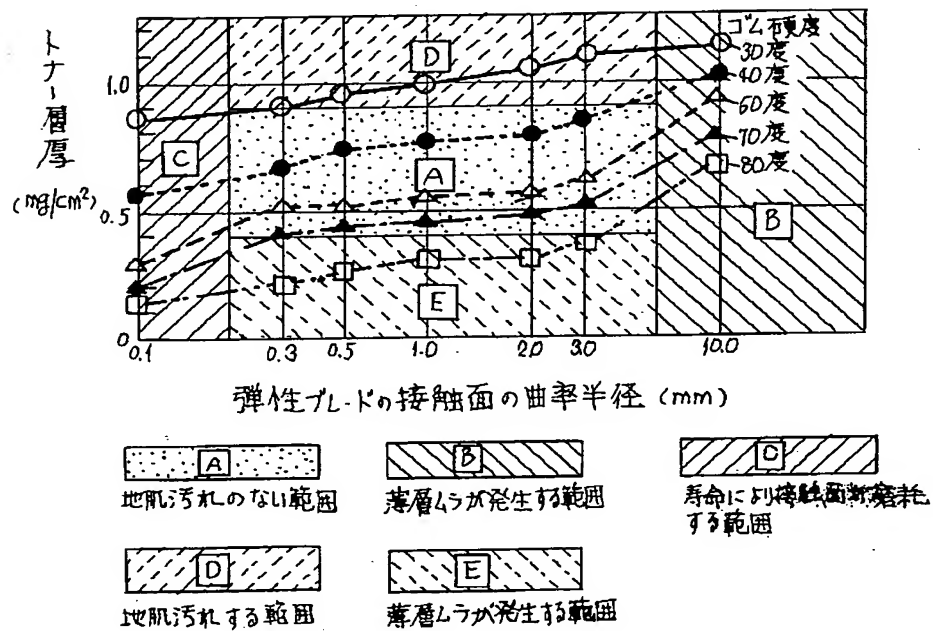 トナー層厚
(mg/cm²)
1.0
0.5
0
0.1
0.3
0.5
1.0
2.0
3.0
10.0
D
C
A
B
E
ゴム硬度
30度
40度
60度
70度
80度
弾性ブレードの接触面の曲率半径 (mm)
A
地肌汚れのない範囲
B
薄層ムラが発生する範囲
C
寿命により接触面が磨耗
する範囲
D
地肌汚れする範囲
E
薄層ムラが発生する範囲